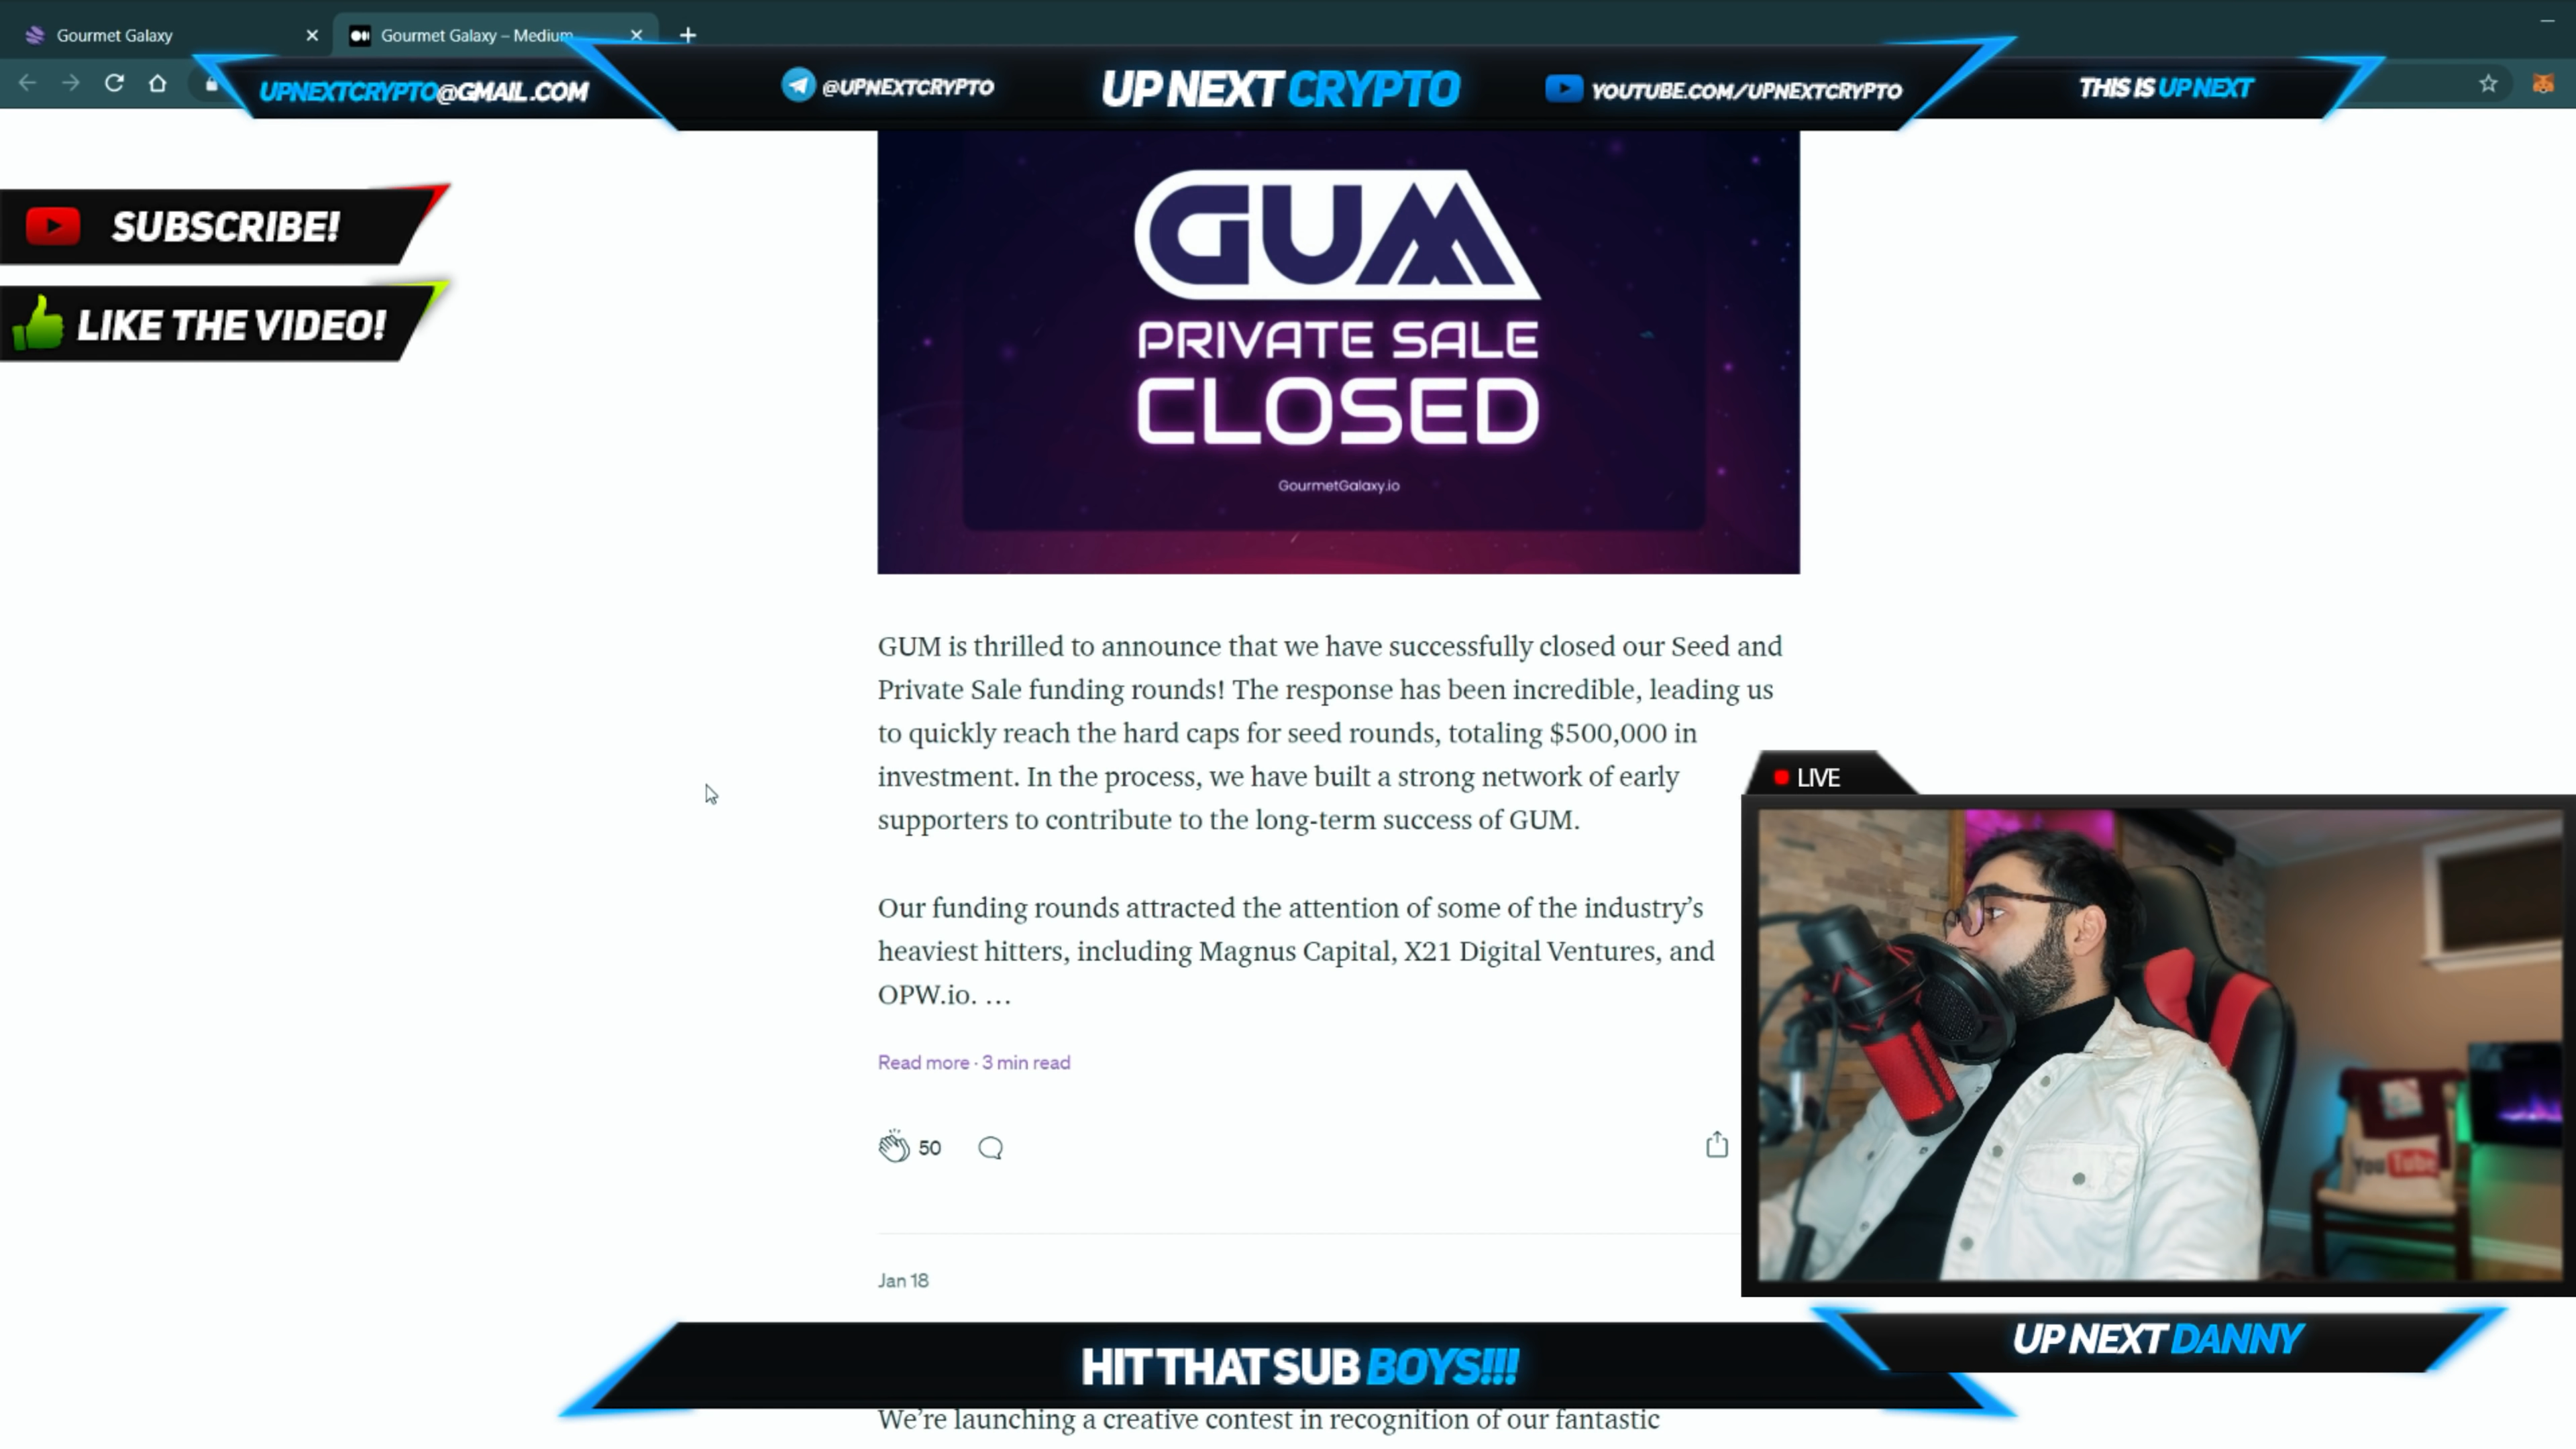 Gourmet Galaxy
Gourmet Galaxy – Medium
UPNEXTCRYPTO@GMAIL.COM
@UPNEXTCRYPTO
UP NEXT CRYPTO
YOUTUBE.COM/UPNEXTCRYPTO
THIS IS UP NEXT
SUBSCRIBE!
LIKE THE VIDEO!
GUM
PRIVATE SALE
CLOSED
GourmetGalaxy.io
GUM is thrilled to announce that we have successfully closed our Seed and
Private Sale funding rounds! The response has been incredible, leading us
to quickly reach the hard caps for seed rounds, totaling $500,000 in
investment. In the process, we have built a strong network of early
supporters to contribute to the long-term success of GUM.
Our funding rounds attracted the attention of some of the industry’s
heaviest hitters, including Magnus Capital, X21 Digital Ventures, and
OPW.io. …
Read more · 3 min read
50
Jan 18
LIVE
YouTube
UP NEXT DANNY
HIT THAT SUB BOYS!!!
We’re launching a creative contest in recognition of our fantastic